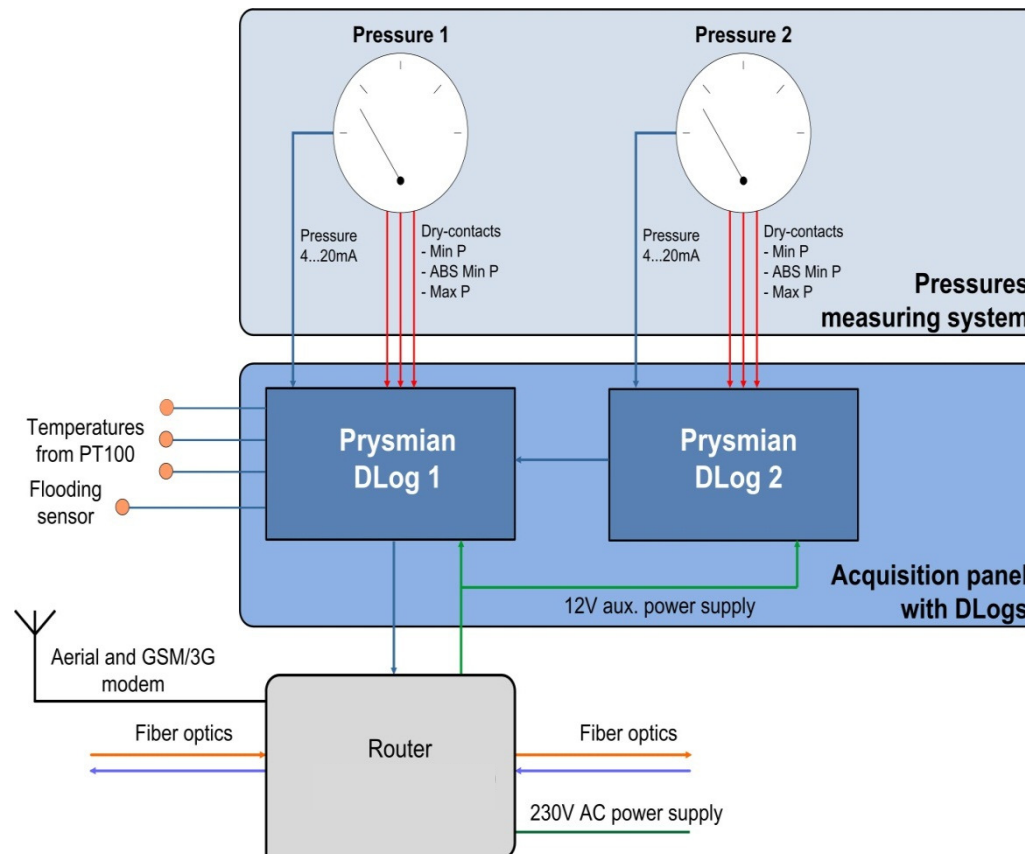 Pressure 1
Pressure 2
Pressure
4...20mA
Dry-contacts
- Min P
- ABS Min P
- Max P
Pressure
4...20mA
Dry-contacts
- Min P
- ABS Min P
- Max P
Pressures
measuring system
Temperatures
from PT100
Flooding
sensor
Prysmian
DLog 1
Prysmian
DLog 2
12V aux. power supply
Acquisition panel
with DLogs
Aerial and GSM/3G
modem
Fiber optics
Router
Fiber optics
230V AC power supply